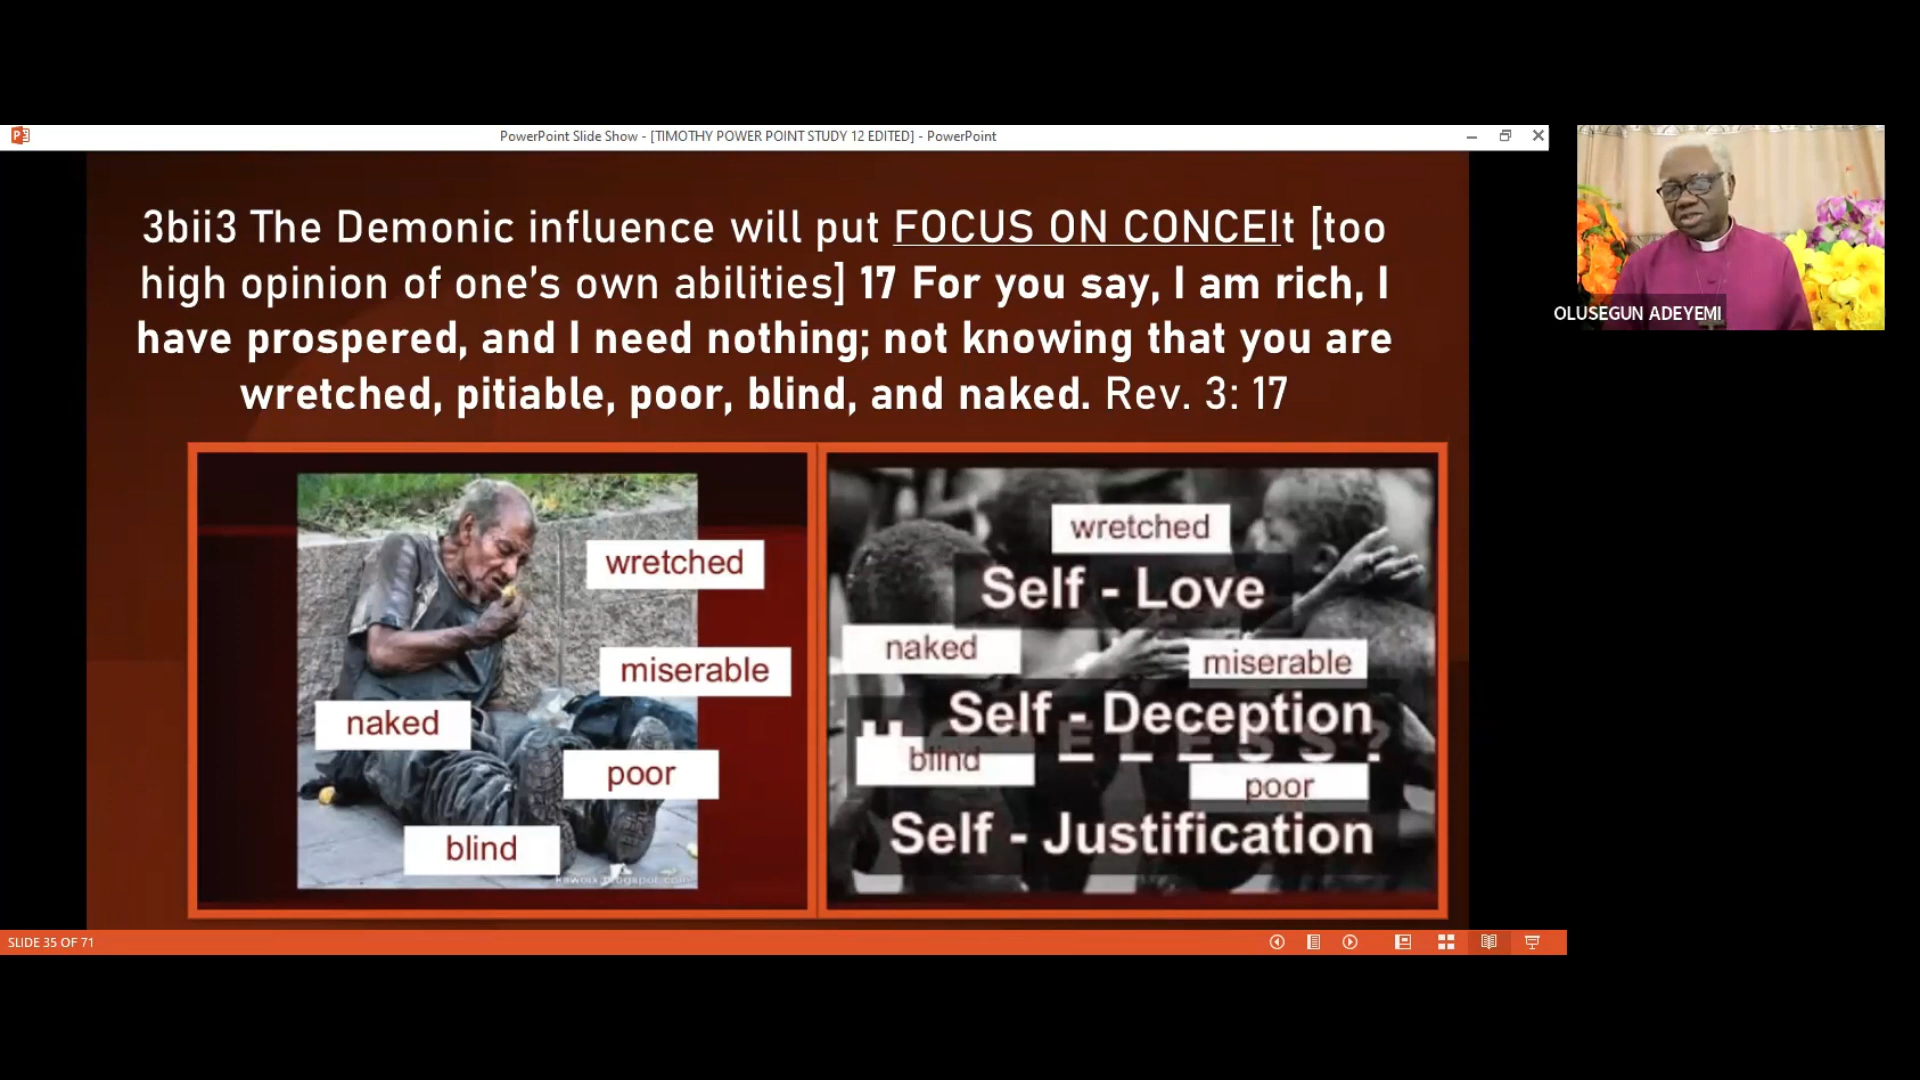 PowerPoint Slide Show - [TIMOTHY POWER POINT STUDY 12 EDITED] - PowerPoint
3bii3 The Demonic influence will put FOCUS ON CONCEIt [too
high opinion of one's own abilities] 17 For you say, I am rich, I
have prospered, and I need nothing; not knowing that you are
wretched, pitiable, poor, blind, and naked. Rev. 3: 17
wretched
miserable
naked
poor
blind
wretched
Self - Love
naked
miserable
Self - Deception
blind
poor
Self - Justification
OLUSEGUN ADEYEMI
SLIDE 35 OF 71